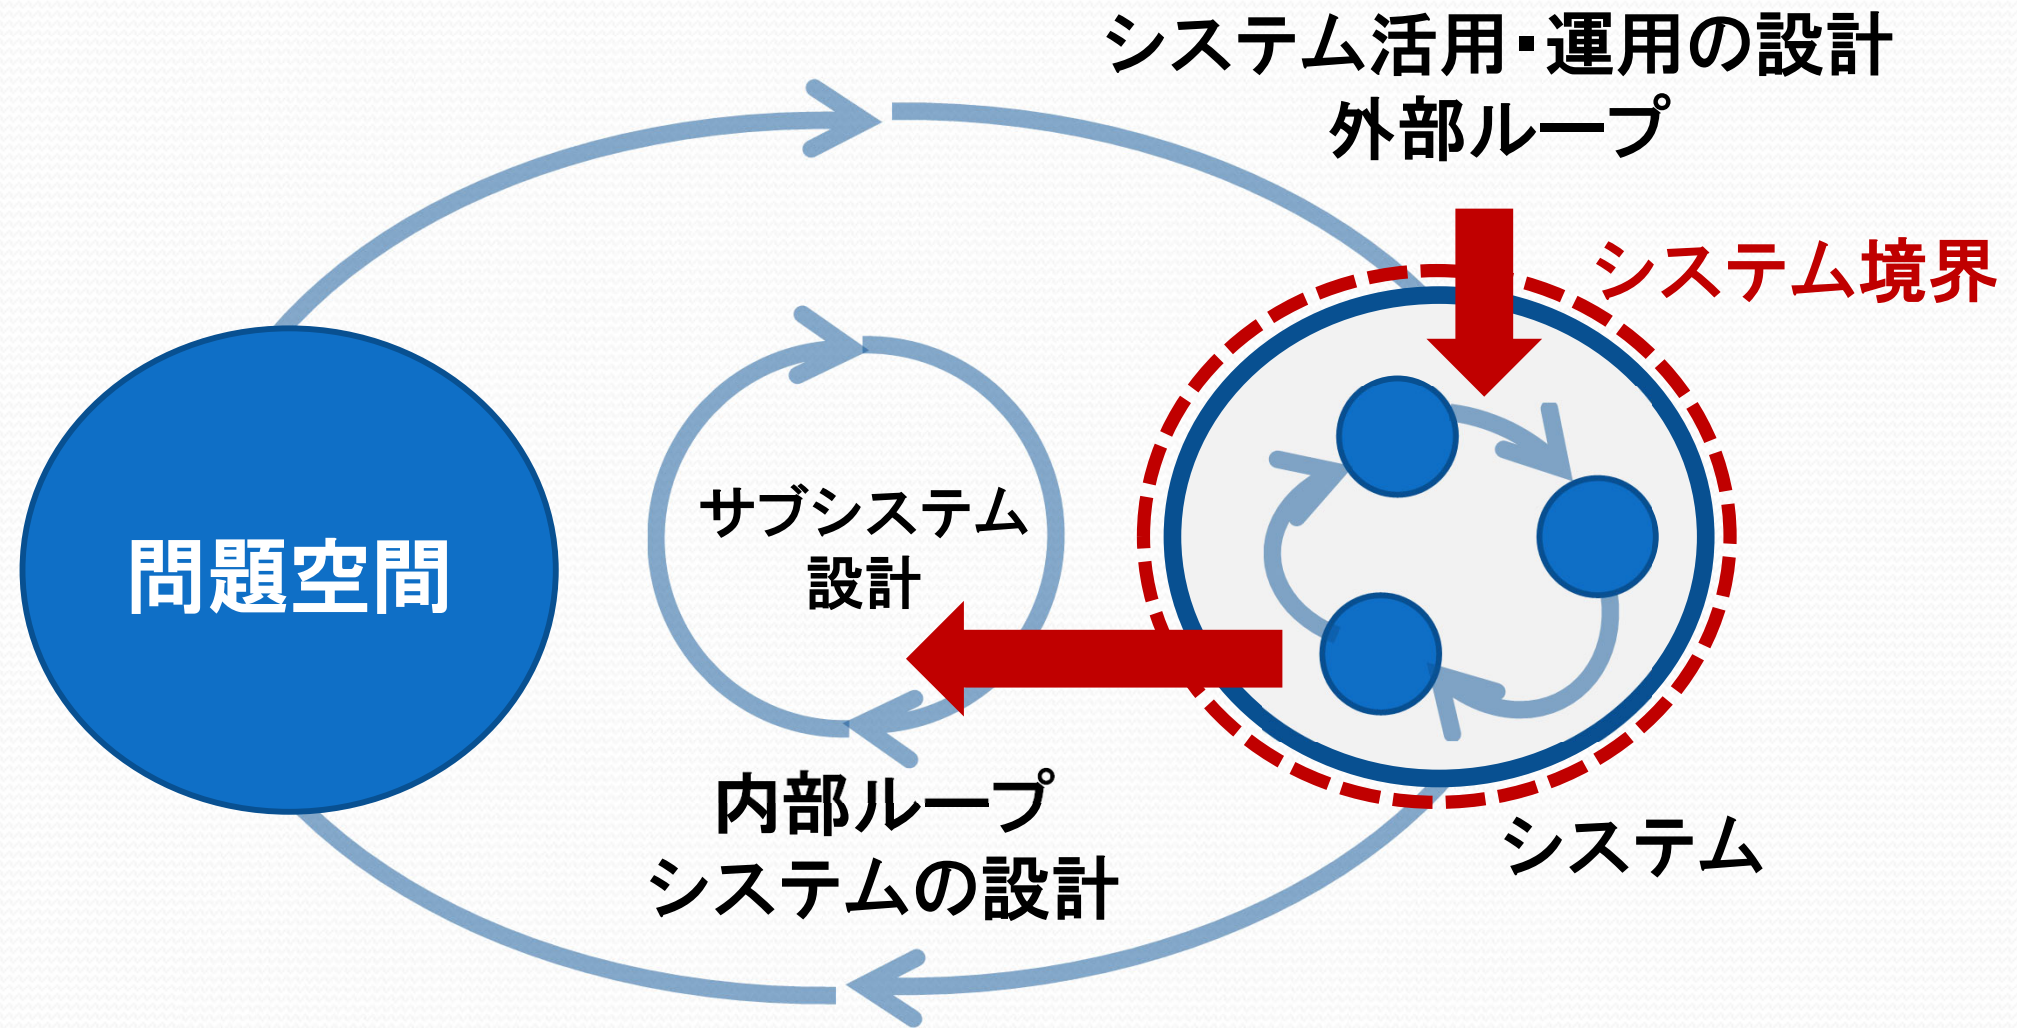 システム活用・運用の設計
外部ループ
システム境界
サブシステム
設計
問題空間
内部ループ
システムの設計
システム